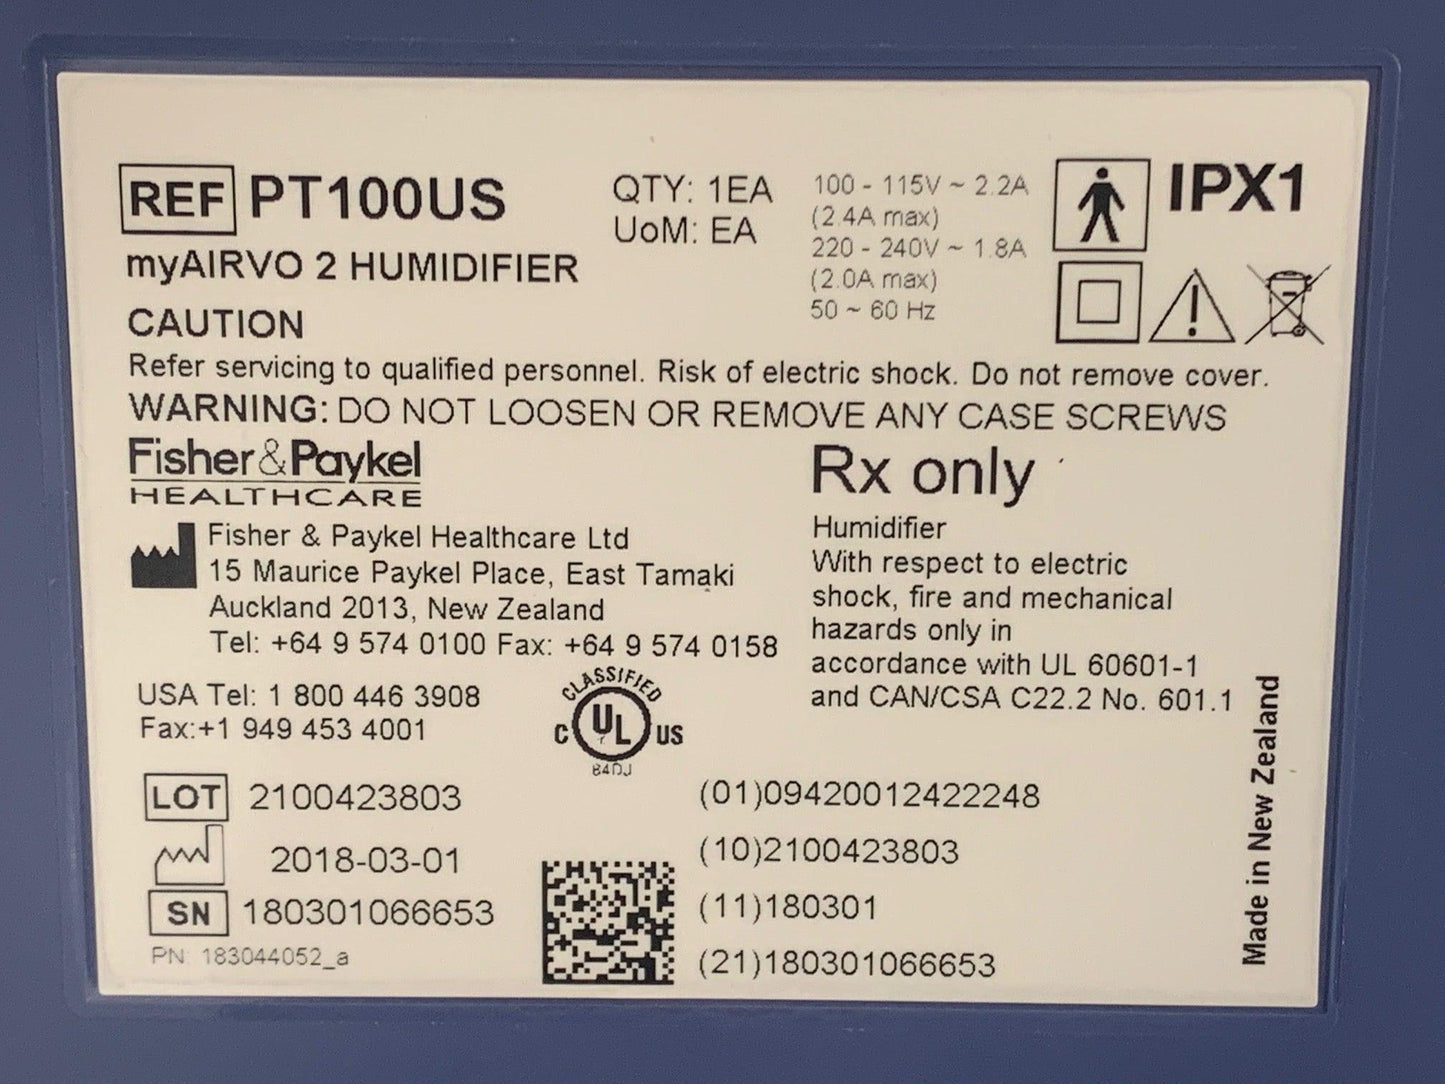 REF PT100US
myAIRVO 2 HUMIDIFIER
QTY: 1EA
UoM: EA
100 - 115V ~ 2.2A
(2.4A max)
220 - 240V ~ 1.8A
(2.0A max)
50 ~ 60 Hz
IPX1
CAUTION
Refer servicing to qualified personnel. Risk of electric shock. Do not remove cover.
WARNING: DO NOT LOOSEN OR REMOVE ANY CASE SCREWS
Fisher&Paykel
HEALTHCARE
Fisher & Paykel Healthcare Ltd
15 Maurice Paykel Place, East Tamaki
Auckland 2013, New Zealand
Tel: +64 9 574 0100 Fax: +64 9 574 0158
USA Tel: 1 800 446 3908
Fax:+1 949 453 4001
CLASSIFIED
C UL US
84DJ
Rx only
Humidifier
With respect to electric
shock, fire and mechanical
hazards only in
accordance with UL 60601-1
and CAN/CSA C22.2 No. 601.1
LOT 2100423803
2018-03-01
SN 180301066653
PN: 183044052_a
(01)09420012422248
(10)2100423803
(11)180301
(21)180301066653
Made in New Zealand